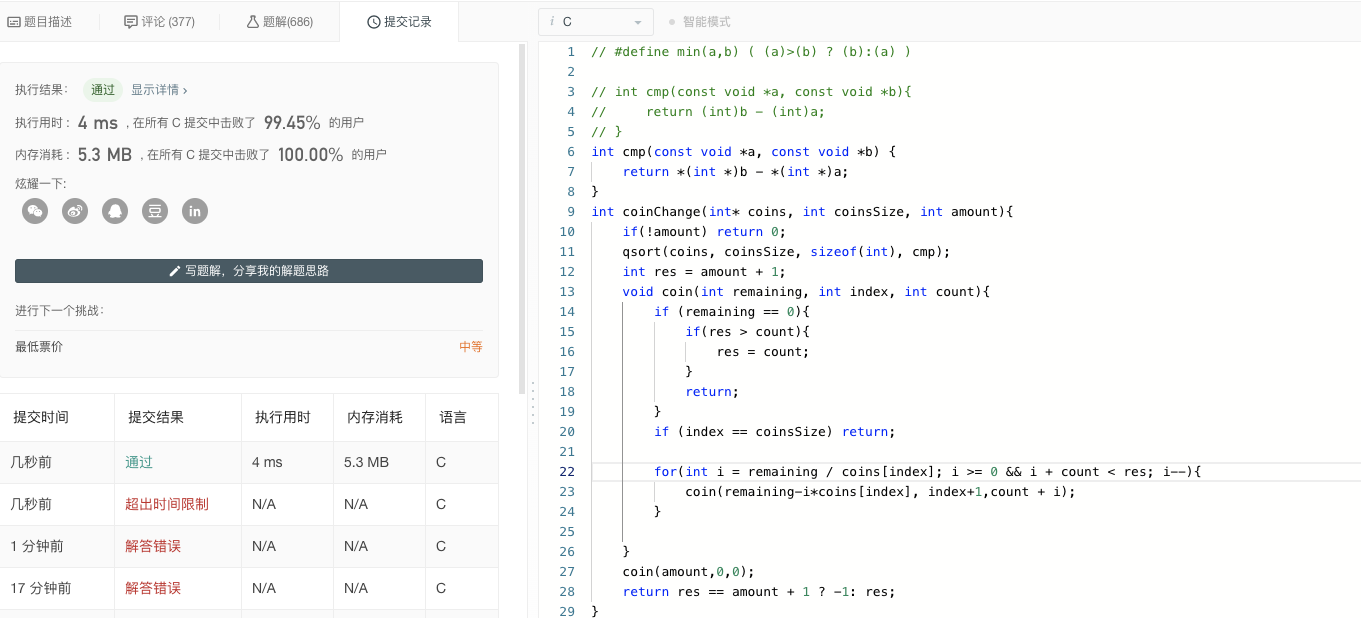 题目描述
评论 (377)
题解(686)
提交记录
执行结果：
通过
显示详情 ›
执行用时 :
4 ms
, 在所有 C 提交中击败了
99.45%
的用户
内存消耗 :
5.3 MB
, 在所有 C 提交中击败了
100.00%
的用户
炫耀一下:
豆
in
写题解，分享我的解题思路
进行下一个挑战：
最低票价
中等
提交时间 提交结果 执行用时 内存消耗 语言
几秒前 通过 4 ms 5.3 MB C
几秒前 超出时间限制 N/A N/A C
1 分钟前 解答错误 N/A N/A C
17 分钟前 解答错误 N/A N/A C
i C
智能模式
1 // #define min(a,b) ( (a)>(b) ? (b):(a) )
2
3 // int cmp(const void *a, const void *b){
4 //     return (int)b - (int)a;
5 // }
6 int cmp(const void *a, const void *b) {
7     return *(int *)b - *(int *)a;
8 }
9 int coinChange(int* coins, int coinsSize, int amount){
10     if(!amount) return 0;
11     qsort(coins, coinsSize, sizeof(int), cmp);
12     int res = amount + 1;
13     void coin(int remaining, int index, int count){
14         if (remaining == 0){
15             if(res > count){
16                 res = count;
17             }
18             return;
19         }
20         if (index == coinsSize) return;
21
22         for(int i = remaining / coins[index]; i >= 0 && i + count < res; i--){
23             coin(remaining-i*coins[index], index+1,count + i);
24         }
25
26     }
27     coin(amount,0,0);
28     return res == amount + 1 ? -1: res;
29 }